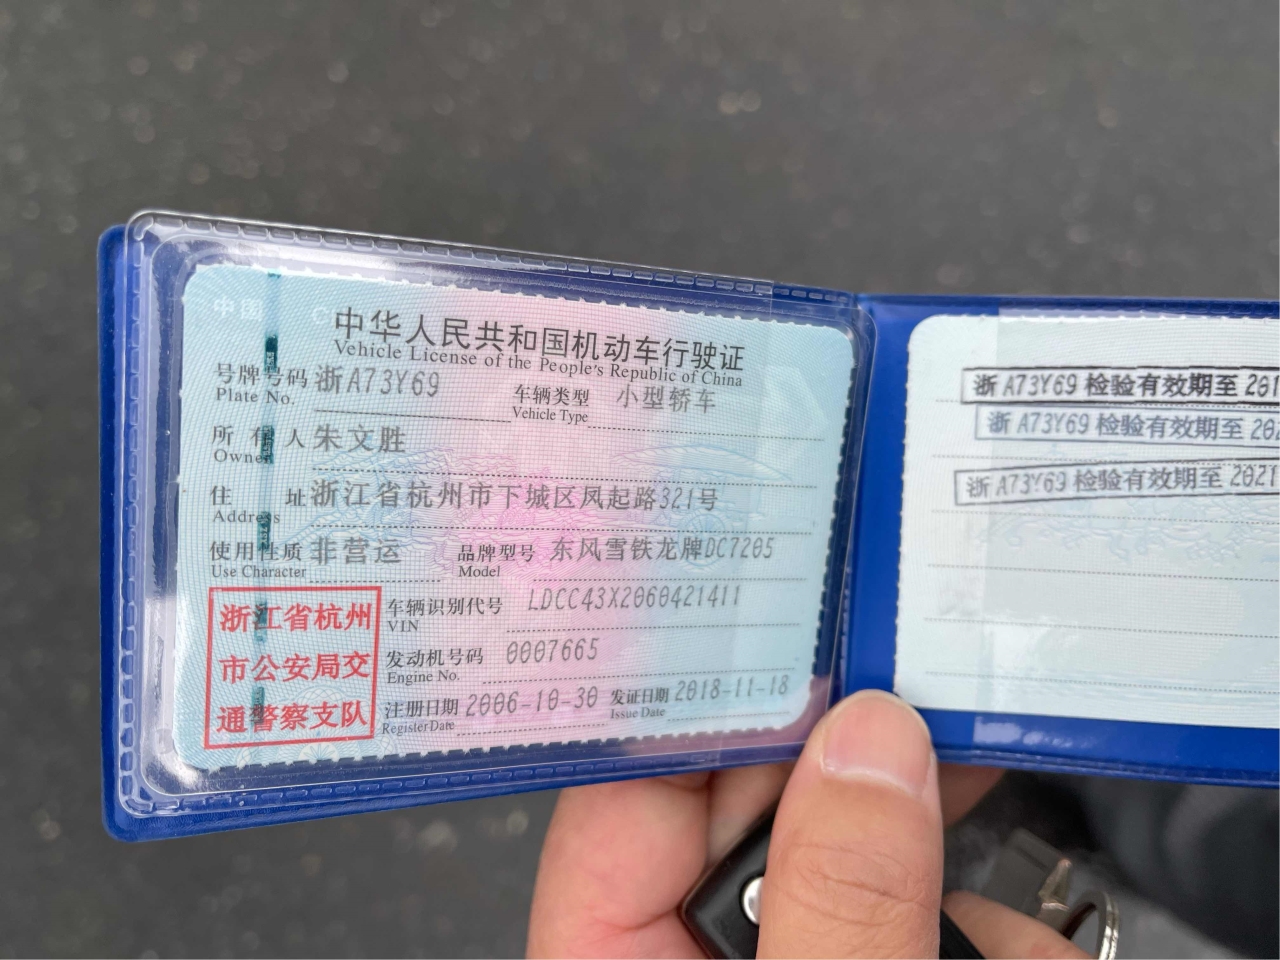 中国
中华人民共和国机动车行驶证
Vehicle License of the People's Republic of China
号牌号码 浙A73Y69 车辆类型 小型轿车
Plate No. Vehicle Type
所有人 朱文胜
Owner
住址 浙江省杭州市下城区凤起路321号
Address
使用性质 非营运 品牌型号 东风雪铁龙牌DC7205
Use Character Model
浙江省杭州
市公安局交
通警察支队
车辆识别代号 LDCC43X2060421411
VIN
发动机号码 0007665
Engine No.
注册日期 2006-10-30 发证日期 2018-11-18
Register Date Issue Date
浙A73Y69 检验有效期至 201
浙A73Y69 检验有效期至 202
浙A73Y69 检验有效期至 2021